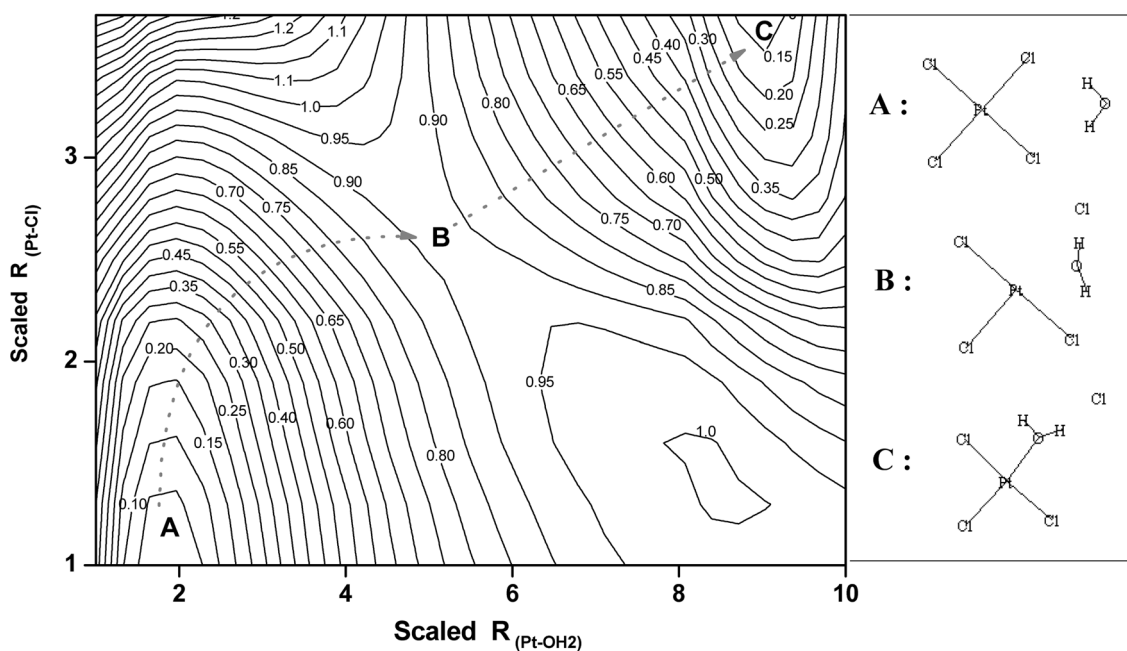 1.2
1.2
1.1
1.1
1.0
0.95
0.90
0.85
0.70
0.75
0.55
0.45
0.35
0.65
0.20
0.30
0.50
0.25
0.40
0.60
0.15
0.80
0.10
A
B
C
0.90
0.80
0.65
0.55
0.45
0.40
0.30
0.15
0.20
0.25
0.35
0.50
0.60
0.70
0.75
0.85
0.95
1.0
3
2
1
2
4
6
8
10
Scaled R (Pt-Cl)
Scaled R (Pt-OH2)
A :
Cl
Cl
Pt
Cl
Cl
H
O
H
B :
Cl
Cl
H
O
H
Pt
Cl
Cl
C :
Cl
H
H
O
Cl
Pt
Cl
Cl